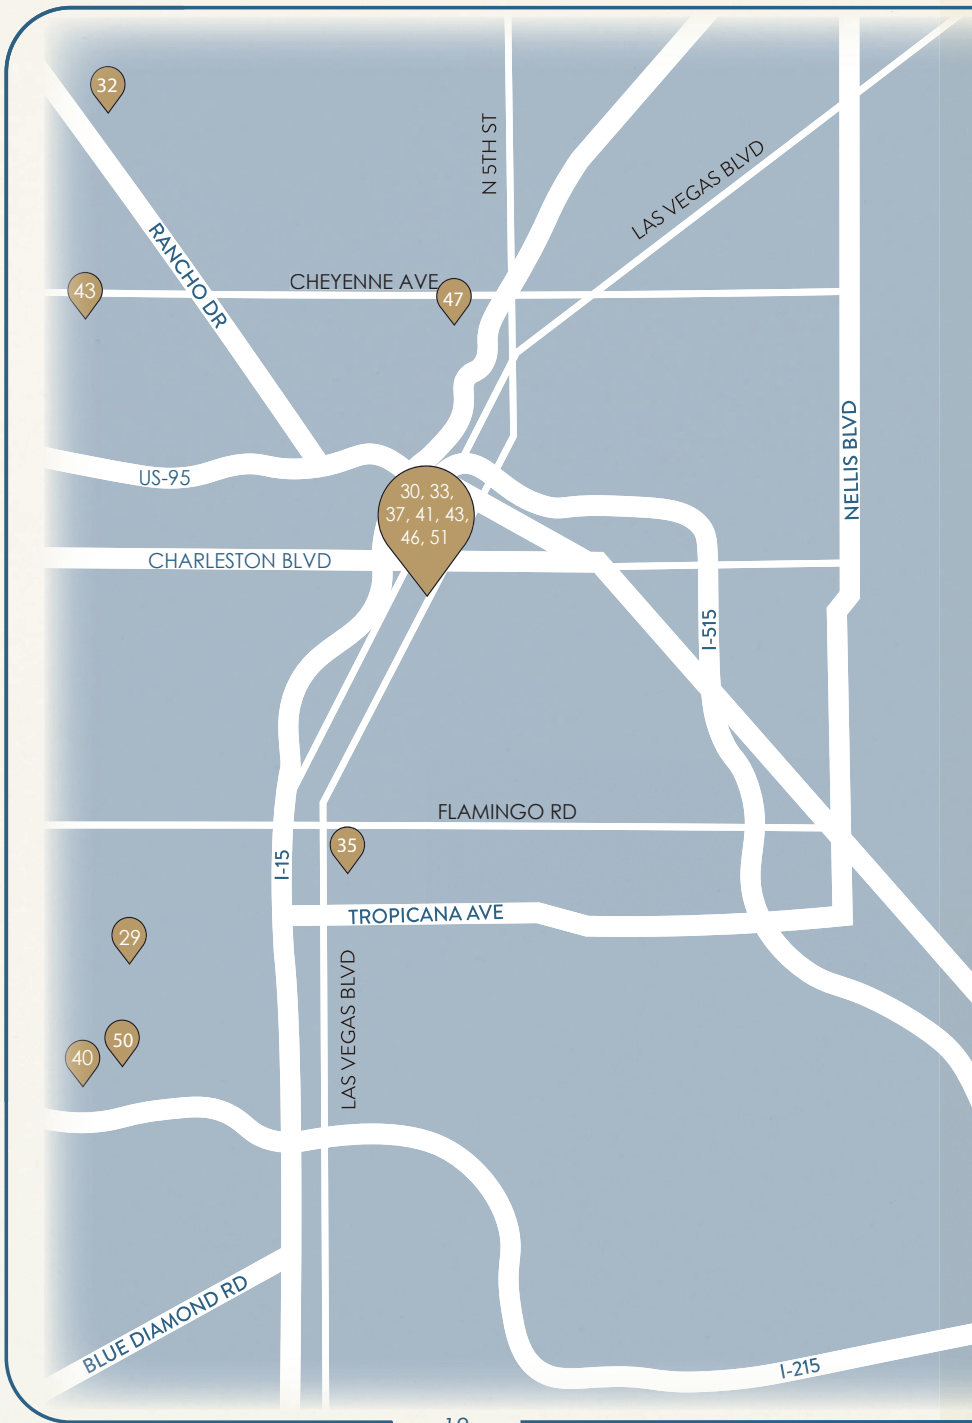 32
N 5TH ST
LAS VEGAS BLVD
RANCHO DR
CHEYENNE AVE
43
47
NELLIS BLVD
US-95
30, 33,
37, 41, 43,
46, 51
CHARLESTON BLVD
I-515
FLAMINGO RD
35
I-15
TROPICANA AVE
29
LAS VEGAS BLVD
50
40
BLUE DIAMOND RD
I-215